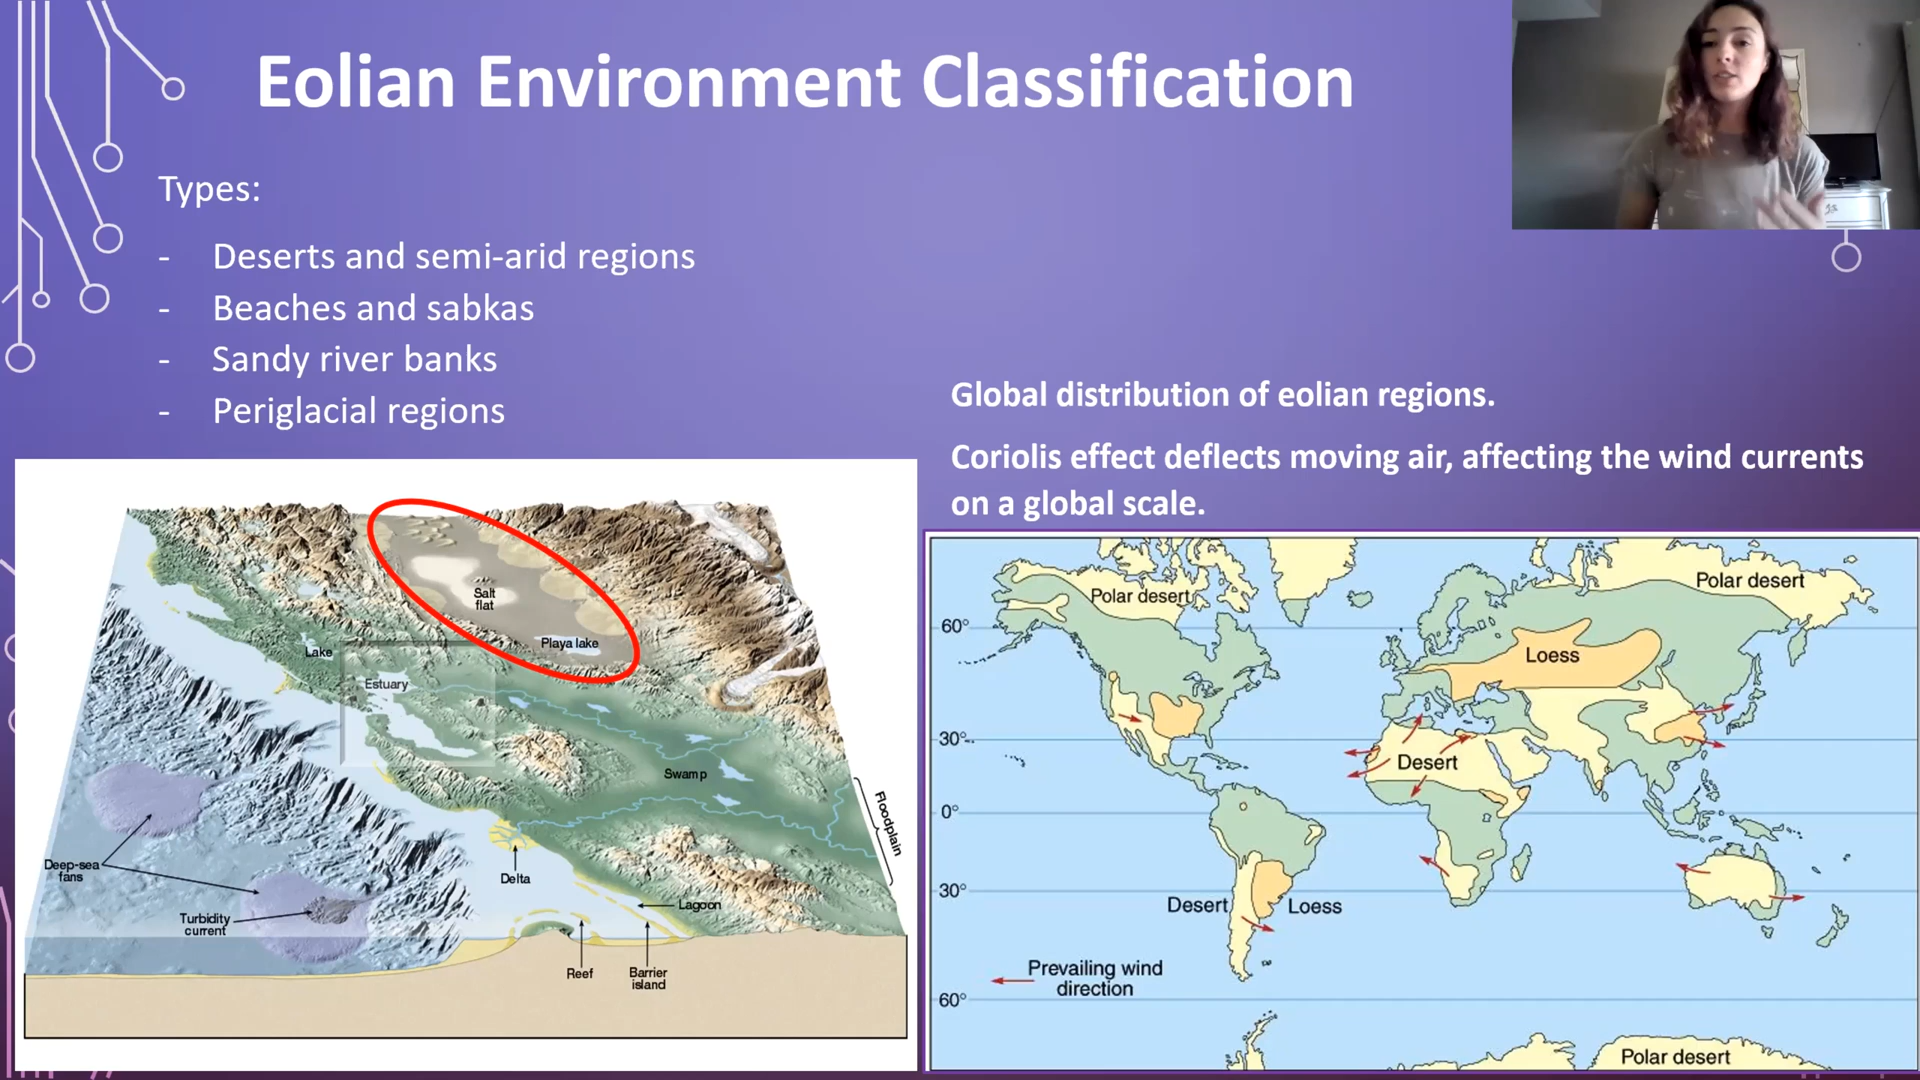 Eolian Environment Classification
Types:
- Deserts and semi-arid regions
- Beaches and sabkas
- Sandy river banks
- Periglacial regions
Global distribution of eolian regions.
Coriolis effect deflects moving air, affecting the wind currents
on a global scale.
Salt
flat
Playa lake
Lake
Estuary
Swamp
Floodplain
Deep-sea
fans
Delta
Turbidity
current
Lagoon
Reef
Barrier
island
Polar desert
Polar desert
60°
Loess
30°
Desert
0°
30°
Desert
Loess
Prevailing wind
direction
60°
Polar desert